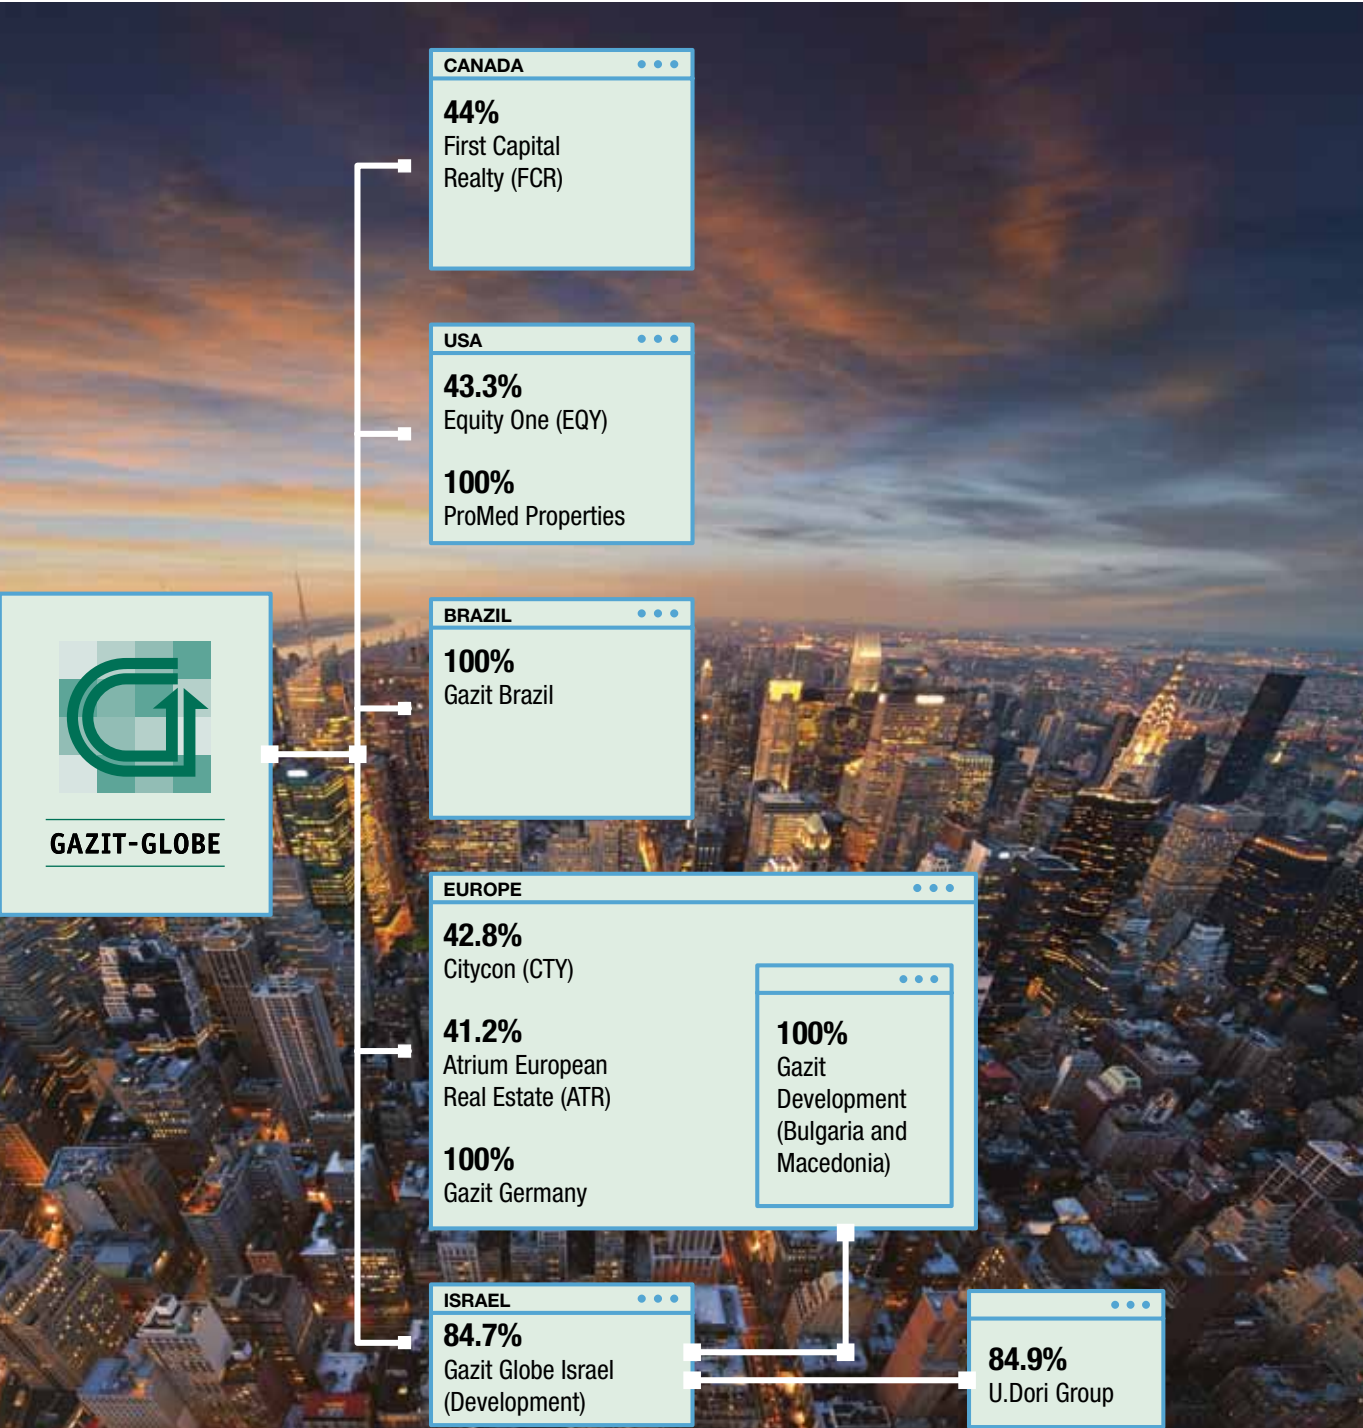 CANADA
44%
First Capital
Realty (FCR)
USA
43.3%
Equity One (EQY)
100%
ProMed Properties
BRAZIL
100%
Gazit Brazil
GAZIT-GLOBE
EUROPE
42.8%
Citycon (CTY)
41.2%
Atrium European
Real Estate (ATR)
100%
Gazit Germany
100%
Gazit
Development
(Bulgaria and
Macedonia)
ISRAEL
84.7%
Gazit Globe Israel
(Development)
84.9%
U.Dori Group